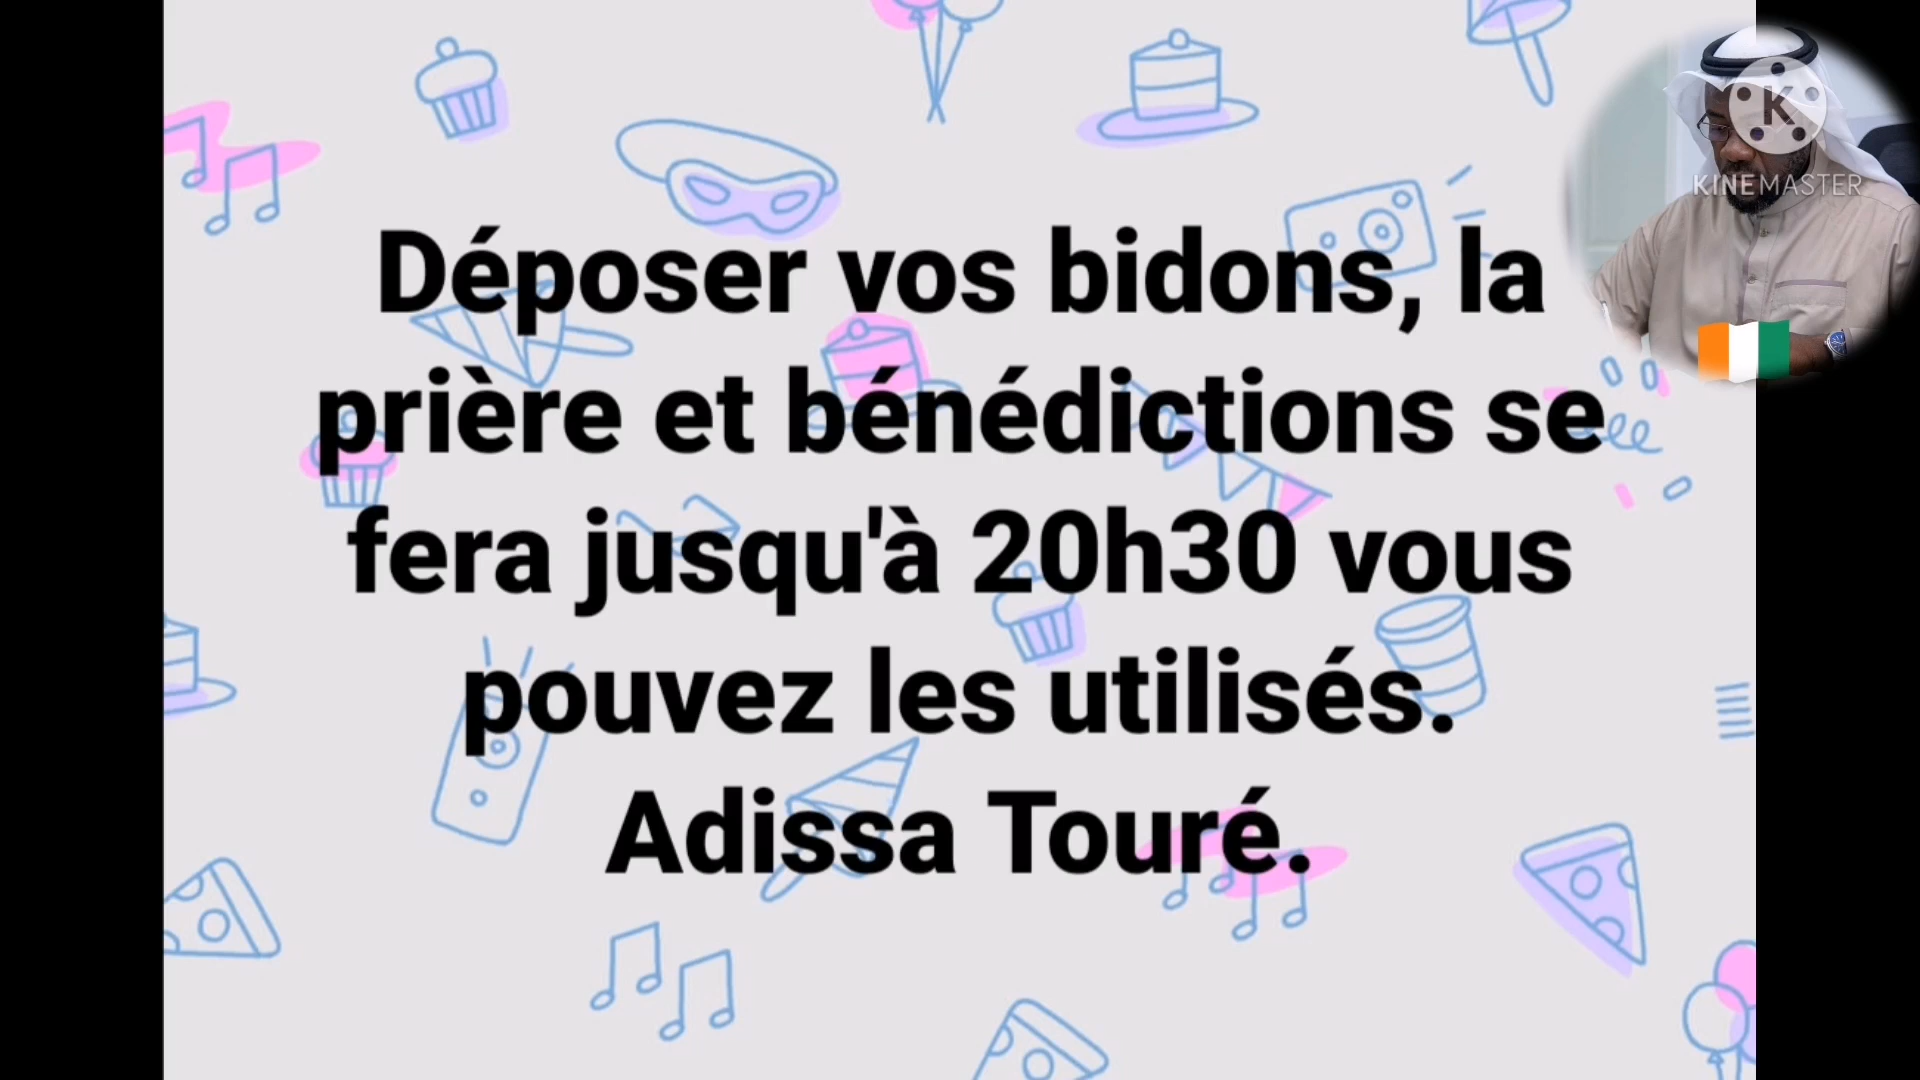 Déposer vos bidons, la
prière et bénédictions se
fera jusqu'à 20h30 vous
pouvez les utilisés.
Adissa Touré.
K
KINEMASTER